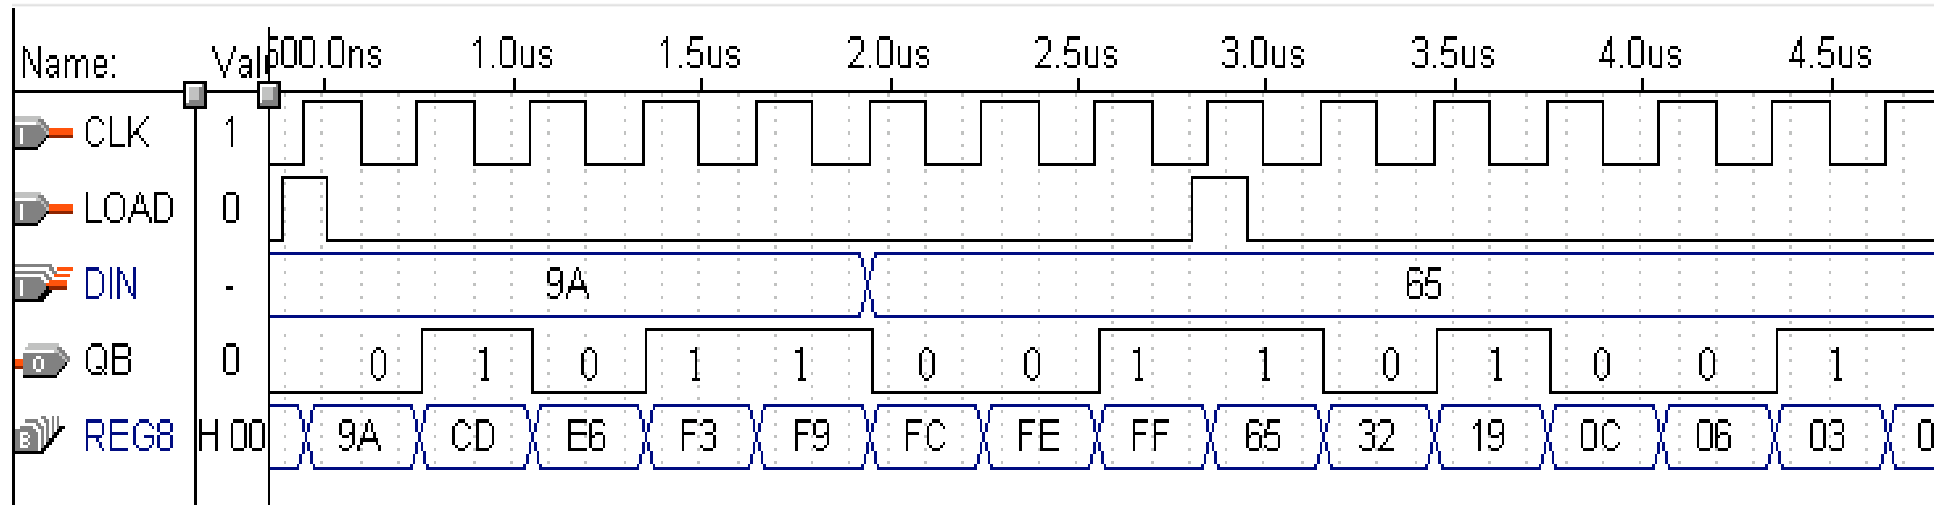 Name: Val 500.0ns 1.0us 1.5us 2.0us 2.5us 3.0us 3.5us 4.0us 4.5us
CLK 1
LOAD 0
DIN - 9A 65
QB 0 0 1 0 1 1 0 0 1 1 0 1 0 0 1
REG8 H 00 9A CD E6 F3 F9 FC FE FF 65 32 19 0C 06 03 0